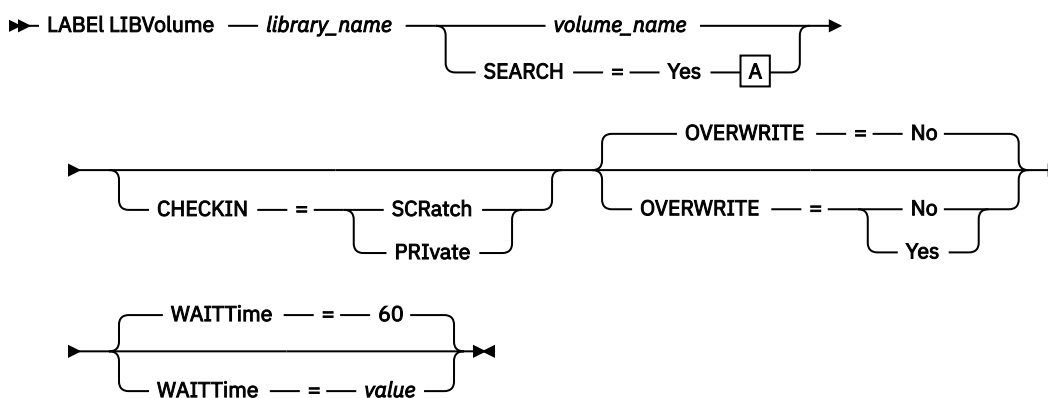 LABEl LIBVolume library_name volume_name
SEARCH = Yes A
OVERWRITE = No
CHECKIN = SCRatch OVERWRITE = No
PRIvate Yes
WAITTime = 60
WAITTime = value